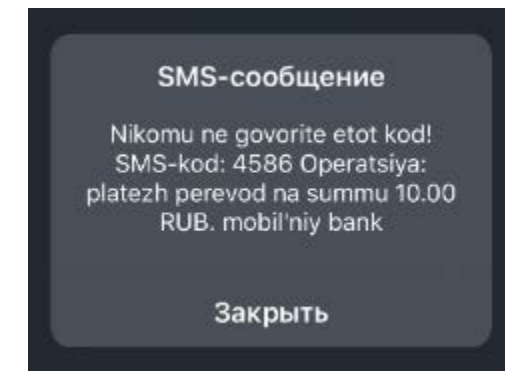 SMS-сообщение
Nikomu ne govorite etot kod!
SMS-kod: 4586 Operatsiya:
platezh perevod na summu 10.00
RUB. mobil'niy bank
Закрыть